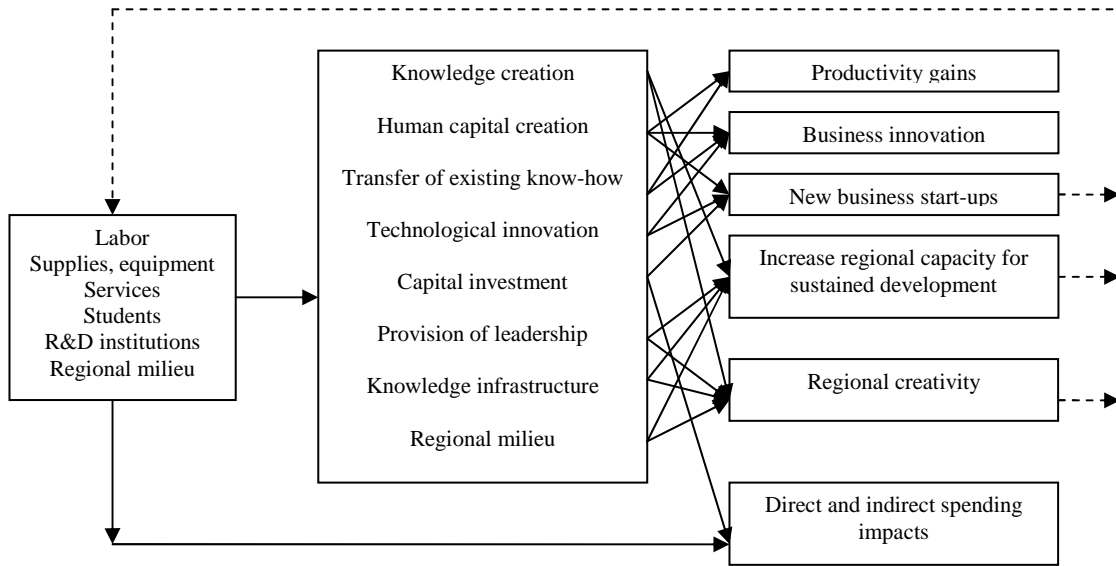 Labor
Supplies, equipment
Services
Students
R&D institutions
Regional milieu
Knowledge creation
Human capital creation
Transfer of existing know-how
Technological innovation
Capital investment
Provision of leadership
Knowledge infrastructure
Regional milieu
Productivity gains
Business innovation
New business start-ups
Increase regional capacity for
sustained development
Regional creativity
Direct and indirect spending
impacts